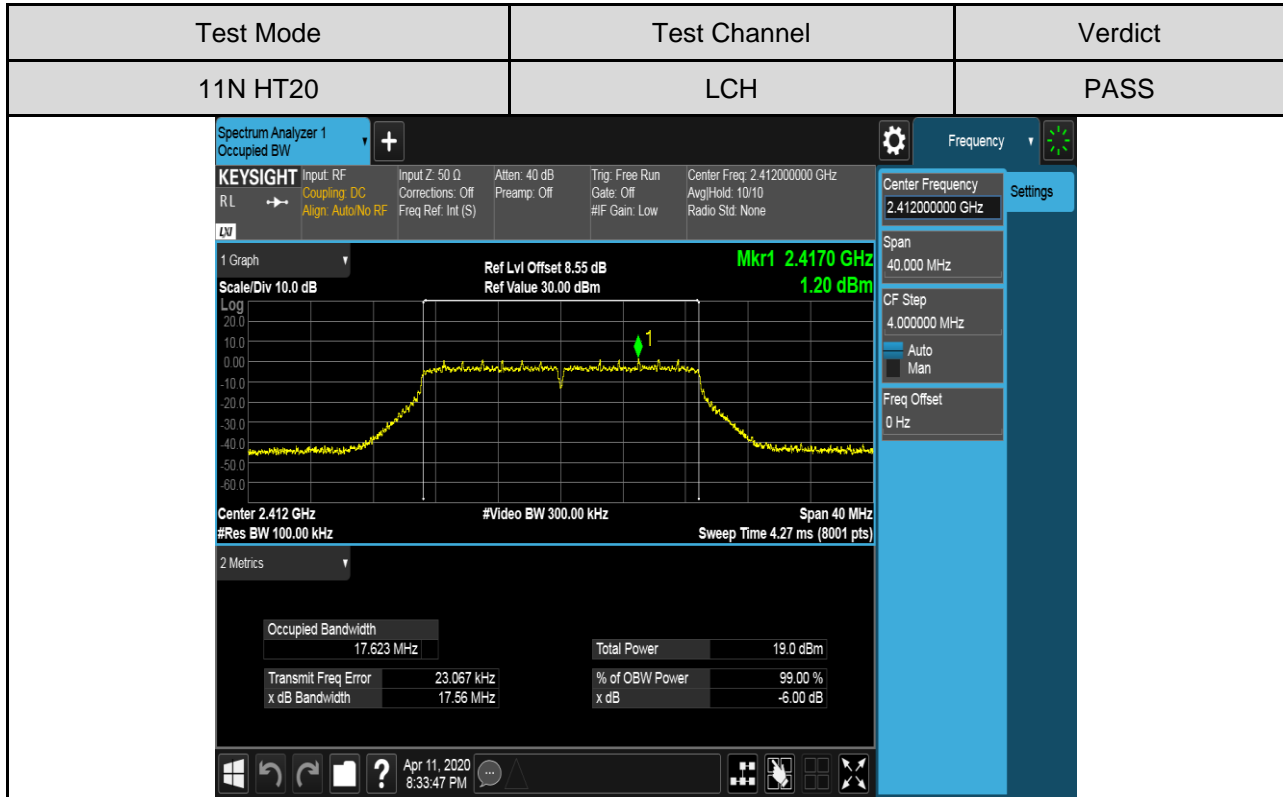 Test Mode Test Channel Verdict
11N HT20 LCH PASS
Spectrum Analyzer 1
Occupied BW
+
Frequency
KEYSIGHT Input: RF Input Z: 50 Ω Atten: 40 dB Trig: Free Run Center Freq: 2.412000000 GHz
RL Coupling: DC Corrections: Off Preamp: Off Gate: Off Avg|Hold: 10/10
Align: Auto/No RF Freq Ref: Int (S) #IF Gain: Low Radio Std: None
LXI
Center Frequency
2.412000000 GHz
Settings
Span
40.000 MHz
CF Step
4.000000 MHz
Auto
Man
Freq Offset
0 Hz
1 Graph
Ref Lvl Offset 8.55 dB
Mkr1 2.4170 GHz
Scale/Div 10.0 dB Ref Value 30.00 dBm 1.20 dBm
Log
20.0
10.0
0.00
-10.0
-20.0
-30.0
-40.0
-50.0
-60.0
1
Center 2.412 GHz #Video BW 300.00 kHz Span 40 MHz
#Res BW 100.00 kHz Sweep Time 4.27 ms (8001 pts)
2 Metrics
Occupied Bandwidth
17.623 MHz
Total Power 19.0 dBm
Transmit Freq Error 23.067 kHz % of OBW Power 99.00 %
x dB Bandwidth 17.56 MHz x dB -6.00 dB
?
Apr 11, 2020
8:33:47 PM